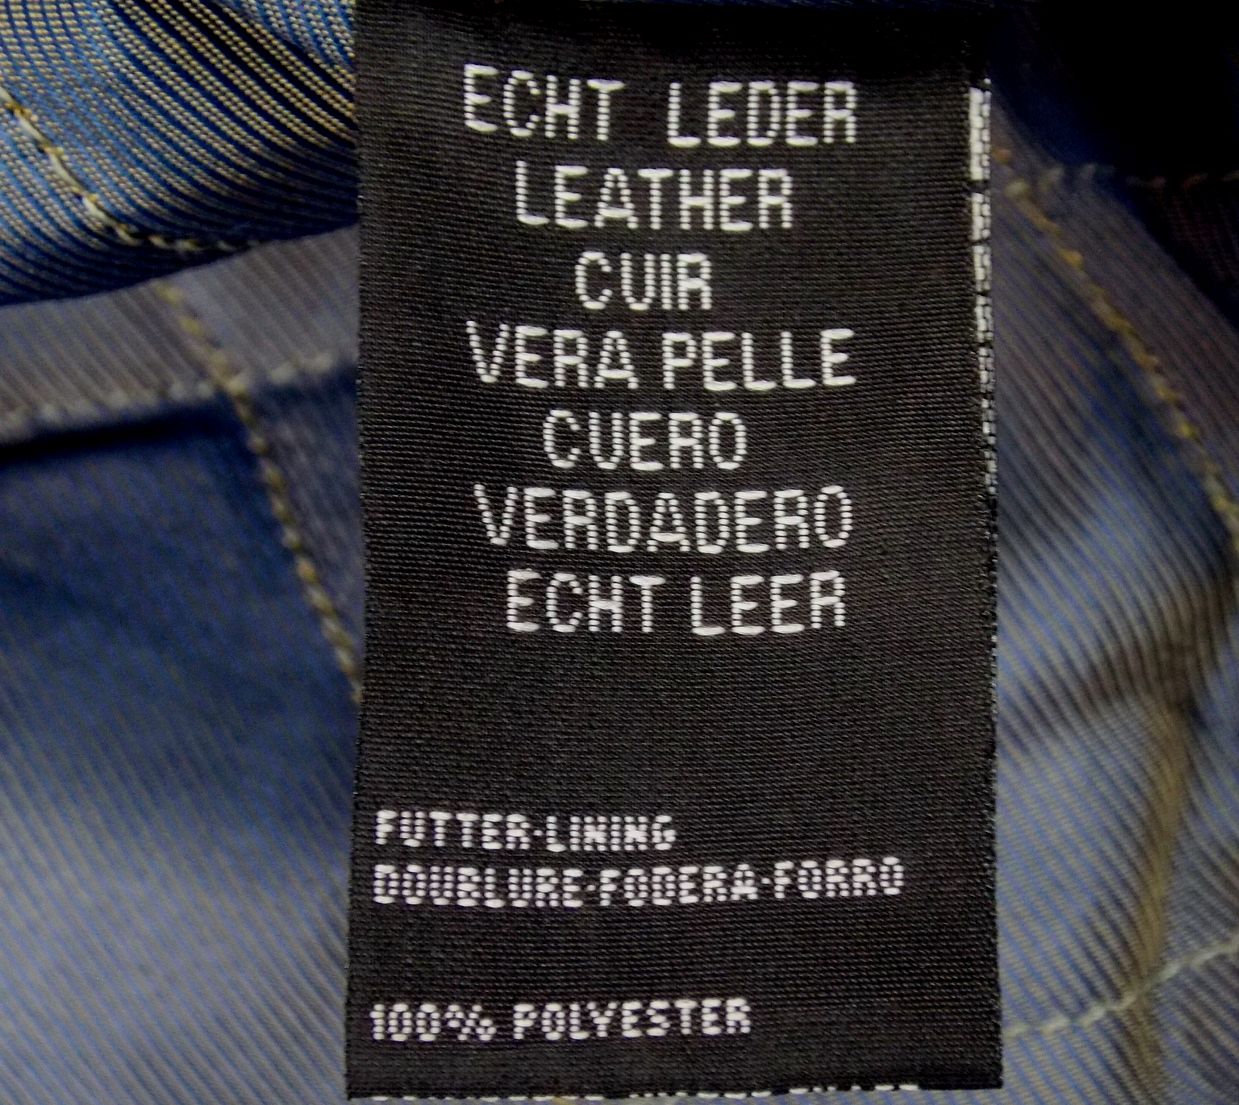 ECHT LEDER
LEATHER
CUIR
VERA PELLE
CUERO
VERDADERO
ECHT LEER
FUTTER-LINING
DOUBLURE-FODERA-FORRO
100% POLYESTER